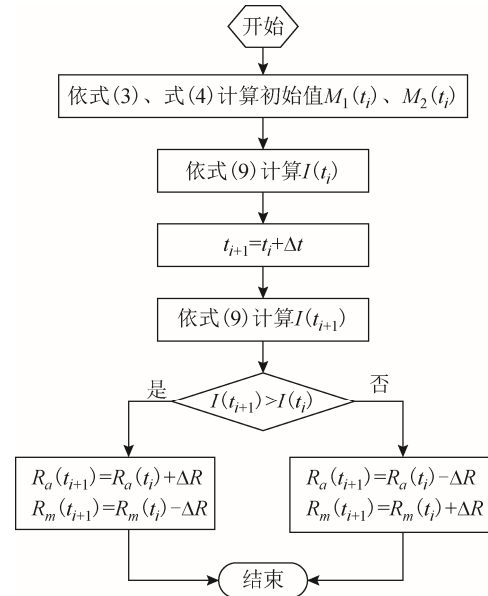 开始
依式(3)、式(4)计算初始值M₁(tᵢ)、M₂(tᵢ)
依式(9)计算I(tᵢ)
tᵢ₊₁=tᵢ+Δt
依式(9)计算I(tᵢ₊₁)
I(tᵢ₊₁)>I(tᵢ)
是
否
Rₐ(tᵢ₊₁)=Rₐ(tᵢ)+ΔR
Rₘ(tᵢ₊₁)=Rₘ(tᵢ)−ΔR
Rₐ(tᵢ₊₁)=Rₐ(tᵢ)−ΔR
Rₘ(tᵢ₊₁)=Rₘ(tᵢ)+ΔR
结束